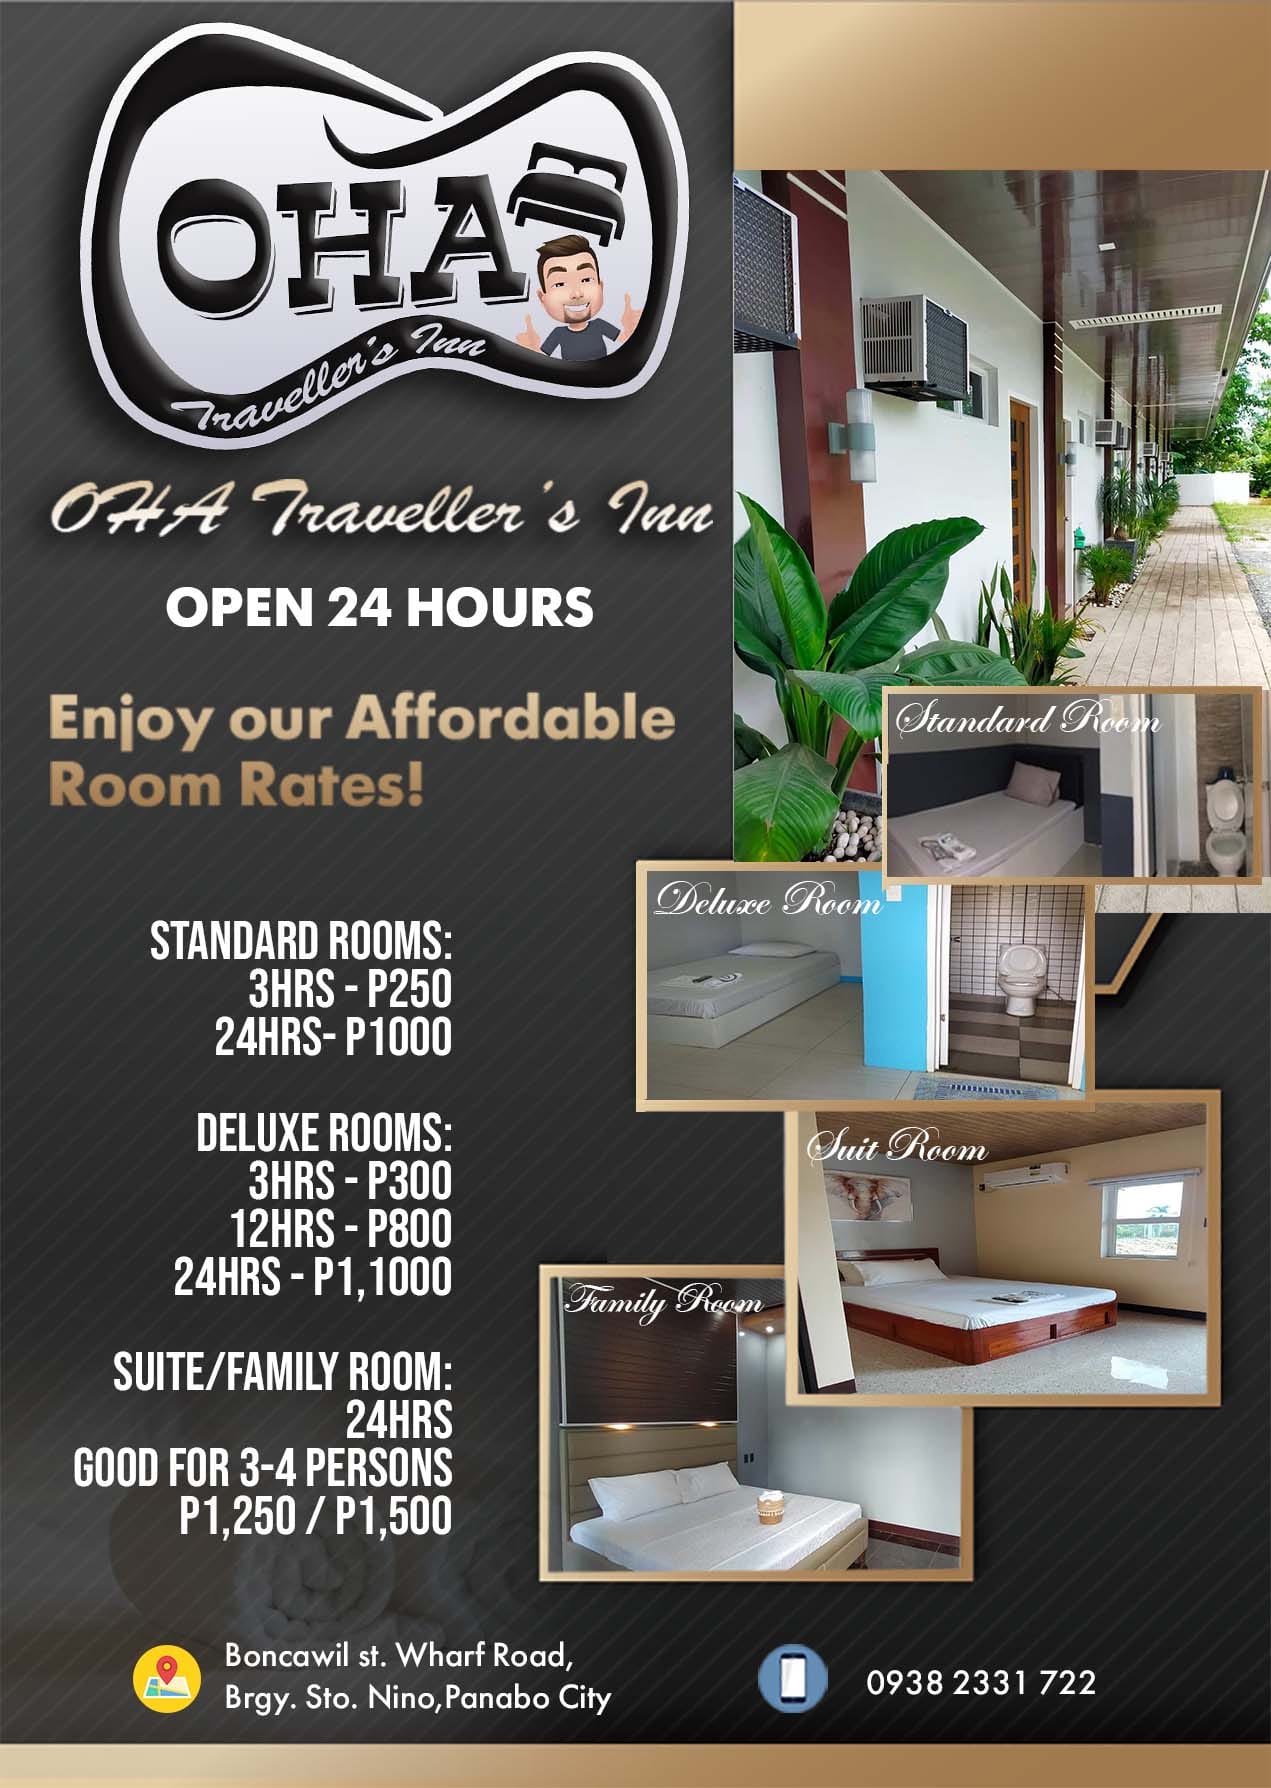 OHA
Traveller's Inn
OHA Traveller's Inn
OPEN 24 HOURS
Enjoy our Affordable
Room Rates!
Standard Room
Deluxe Room
Suit Room
Family Room
STANDARD ROOMS:
3HRS - P250
24HRS- P1000
DELUXE ROOMS:
3HRS - P300
12HRS - P800
24HRS - P1,1000
SUITE/FAMILY ROOM:
24HRS
GOOD FOR 3-4 PERSONS
P1,250 / P1,500
Boncawil st. Wharf Road,
Brgy. Sto. Nino,Panabo City
0938 2331 722